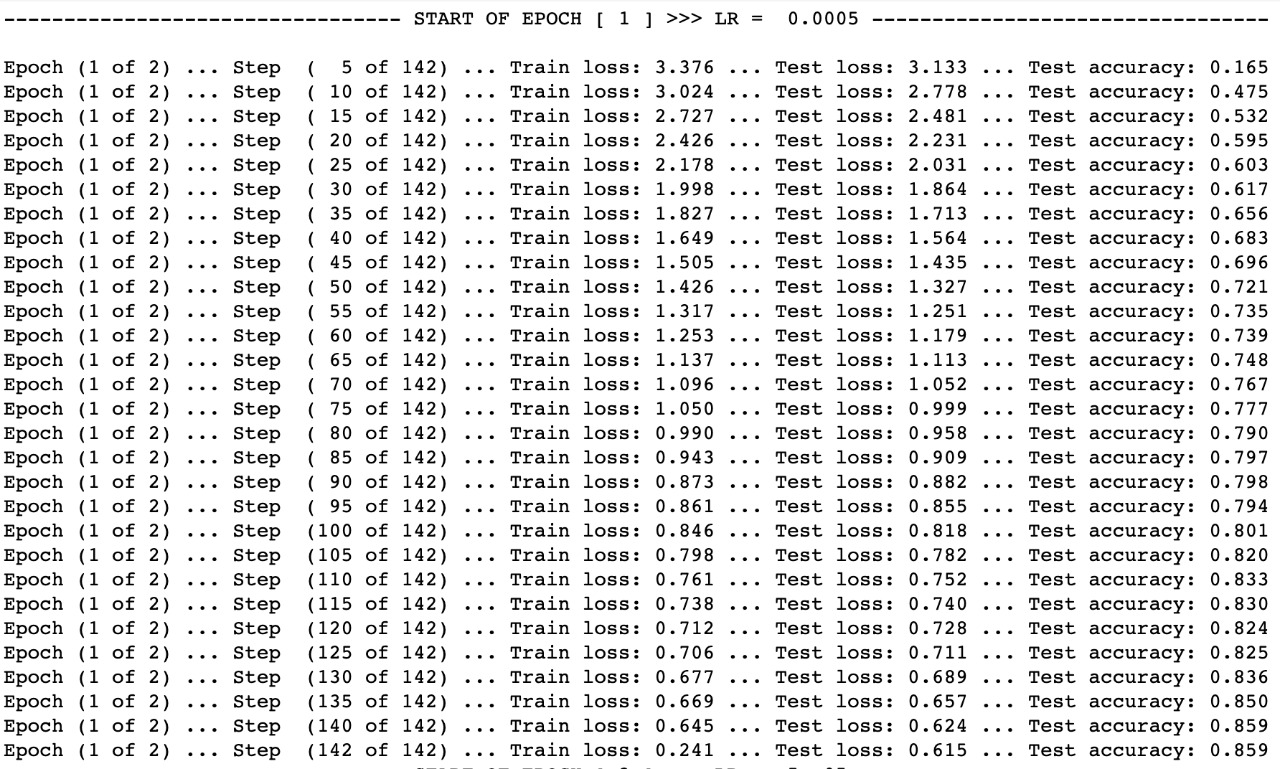 --------------------------------- START OF EPOCH [ 1 ] >>> LR =  0.0005 ---------------------------------
Epoch (1 of 2) ... Step  (  5 of 142) ... Train loss: 3.376 ... Test loss: 3.133 ... Test accuracy: 0.165
Epoch (1 of 2) ... Step  ( 10 of 142) ... Train loss: 3.024 ... Test loss: 2.778 ... Test accuracy: 0.475
Epoch (1 of 2) ... Step  ( 15 of 142) ... Train loss: 2.727 ... Test loss: 2.481 ... Test accuracy: 0.532
Epoch (1 of 2) ... Step  ( 20 of 142) ... Train loss: 2.426 ... Test loss: 2.231 ... Test accuracy: 0.595
Epoch (1 of 2) ... Step  ( 25 of 142) ... Train loss: 2.178 ... Test loss: 2.031 ... Test accuracy: 0.603
Epoch (1 of 2) ... Step  ( 30 of 142) ... Train loss: 1.998 ... Test loss: 1.864 ... Test accuracy: 0.617
Epoch (1 of 2) ... Step  ( 35 of 142) ... Train loss: 1.827 ... Test loss: 1.713 ... Test accuracy: 0.656
Epoch (1 of 2) ... Step  ( 40 of 142) ... Train loss: 1.649 ... Test loss: 1.564 ... Test accuracy: 0.683
Epoch (1 of 2) ... Step  ( 45 of 142) ... Train loss: 1.505 ... Test loss: 1.435 ... Test accuracy: 0.696
Epoch (1 of 2) ... Step  ( 50 of 142) ... Train loss: 1.426 ... Test loss: 1.327 ... Test accuracy: 0.721
Epoch (1 of 2) ... Step  ( 55 of 142) ... Train loss: 1.317 ... Test loss: 1.251 ... Test accuracy: 0.735
Epoch (1 of 2) ... Step  ( 60 of 142) ... Train loss: 1.253 ... Test loss: 1.179 ... Test accuracy: 0.739
Epoch (1 of 2) ... Step  ( 65 of 142) ... Train loss: 1.137 ... Test loss: 1.113 ... Test accuracy: 0.748
Epoch (1 of 2) ... Step  ( 70 of 142) ... Train loss: 1.096 ... Test loss: 1.052 ... Test accuracy: 0.767
Epoch (1 of 2) ... Step  ( 75 of 142) ... Train loss: 1.050 ... Test loss: 0.999 ... Test accuracy: 0.777
Epoch (1 of 2) ... Step  ( 80 of 142) ... Train loss: 0.990 ... Test loss: 0.958 ... Test accuracy: 0.790
Epoch (1 of 2) ... Step  ( 85 of 142) ... Train loss: 0.943 ... Test loss: 0.909 ... Test accuracy: 0.797
Epoch (1 of 2) ... Step  ( 90 of 142) ... Train loss: 0.873 ... Test loss: 0.882 ... Test accuracy: 0.798
Epoch (1 of 2) ... Step  ( 95 of 142) ... Train loss: 0.861 ... Test loss: 0.855 ... Test accuracy: 0.794
Epoch (1 of 2) ... Step  (100 of 142) ... Train loss: 0.846 ... Test loss: 0.818 ... Test accuracy: 0.801
Epoch (1 of 2) ... Step  (105 of 142) ... Train loss: 0.798 ... Test loss: 0.782 ... Test accuracy: 0.820
Epoch (1 of 2) ... Step  (110 of 142) ... Train loss: 0.761 ... Test loss: 0.752 ... Test accuracy: 0.833
Epoch (1 of 2) ... Step  (115 of 142) ... Train loss: 0.738 ... Test loss: 0.740 ... Test accuracy: 0.830
Epoch (1 of 2) ... Step  (120 of 142) ... Train loss: 0.712 ... Test loss: 0.728 ... Test accuracy: 0.824
Epoch (1 of 2) ... Step  (125 of 142) ... Train loss: 0.706 ... Test loss: 0.711 ... Test accuracy: 0.825
Epoch (1 of 2) ... Step  (130 of 142) ... Train loss: 0.677 ... Test loss: 0.689 ... Test accuracy: 0.836
Epoch (1 of 2) ... Step  (135 of 142) ... Train loss: 0.669 ... Test loss: 0.657 ... Test accuracy: 0.850
Epoch (1 of 2) ... Step  (140 of 142) ... Train loss: 0.645 ... Test loss: 0.624 ... Test accuracy: 0.859
Epoch (1 of 2) ... Step  (142 of 142) ... Train loss: 0.241 ... Test loss: 0.615 ... Test accuracy: 0.859